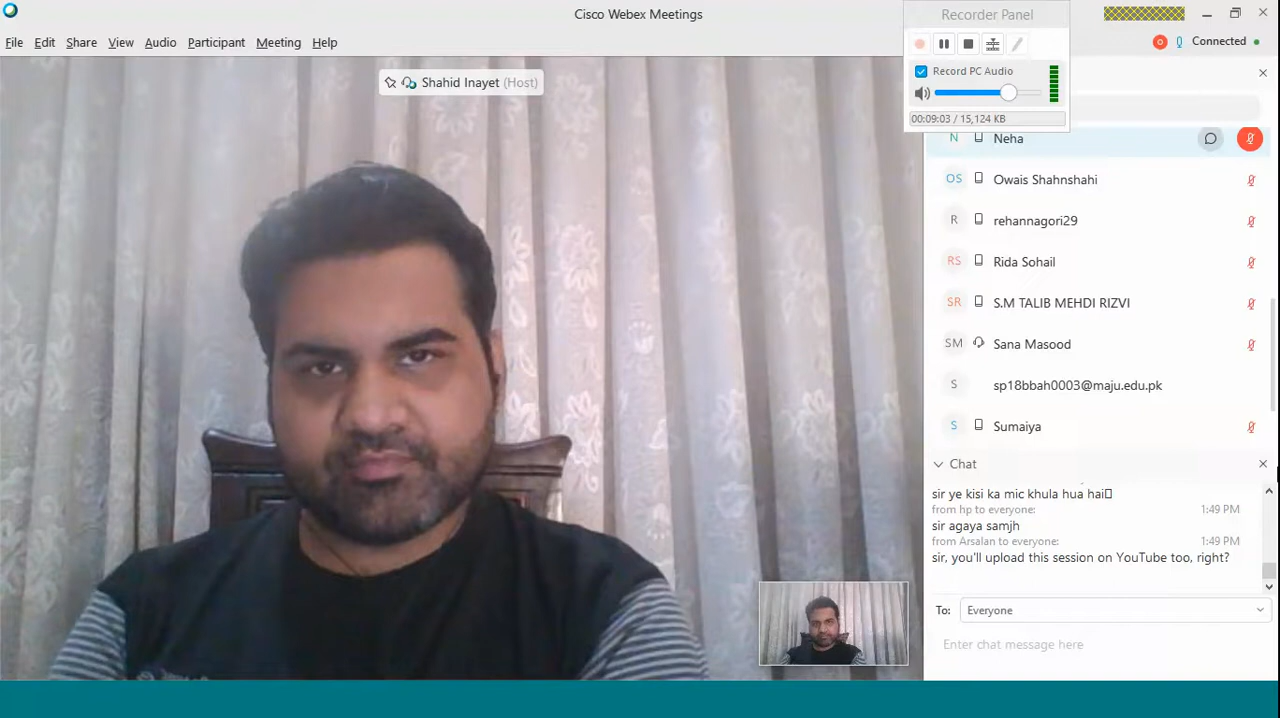 Cisco Webex Meetings
File Edit Share View Audio Participant Meeting Help
Shahid Inayet (Host)
Recorder Panel
Record PC Audio
00:09:03 / 15,124 KB
Connected
N Neha
OS Owais Shahnshahi
R rehannagori29
RS Rida Sohail
SR S.M TALIB MEHDI RIZVI
SM Sana Masood
S sp18bbah0003@maju.edu.pk
S Sumaiya
Chat
sir ye kisi ka mic khula hua hai
from hp to everyone: 1:49 PM
sir agaya samjh
from Arsalan to everyone: 1:49 PM
sir, you'll upload this session on YouTube too, right?
To: Everyone
Enter chat message here